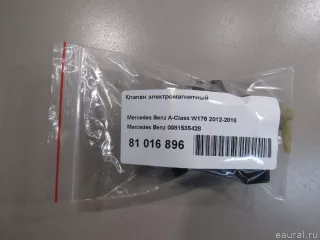 Клапан электромагнитный
Mercedes Benz A-Class W176 2012-2018
Mercedes Benz 0081535428
81 016 896
eaural.ru